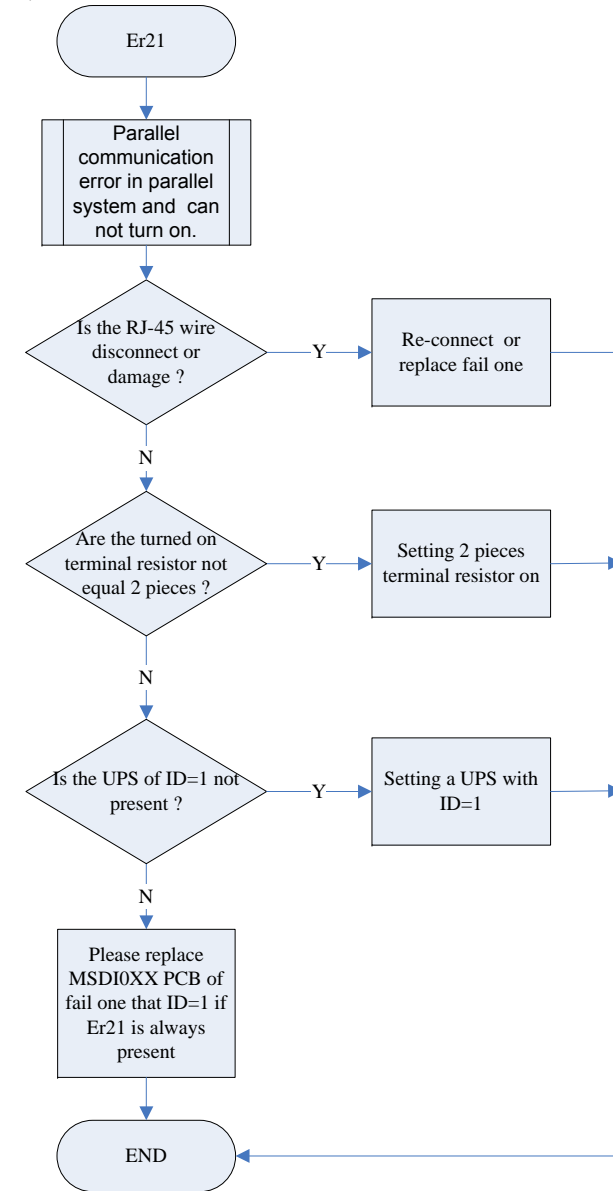 Er21
Parallel
communication
error in parallel
system and can
not turn on.
Is the RJ-45 wire
disconnect or
damage ?
Y
Re-connect or
replace fail one
N
Are the turned on
terminal resistor not
equal 2 pieces ?
Y
Setting 2 pieces
terminal resistor on
N
Is the UPS of ID=1 not
present ?
Y
Setting a UPS with
ID=1
N
Please replace
MSDI0XX PCB of
fail one that ID=1 if
Er21 is always
present
END